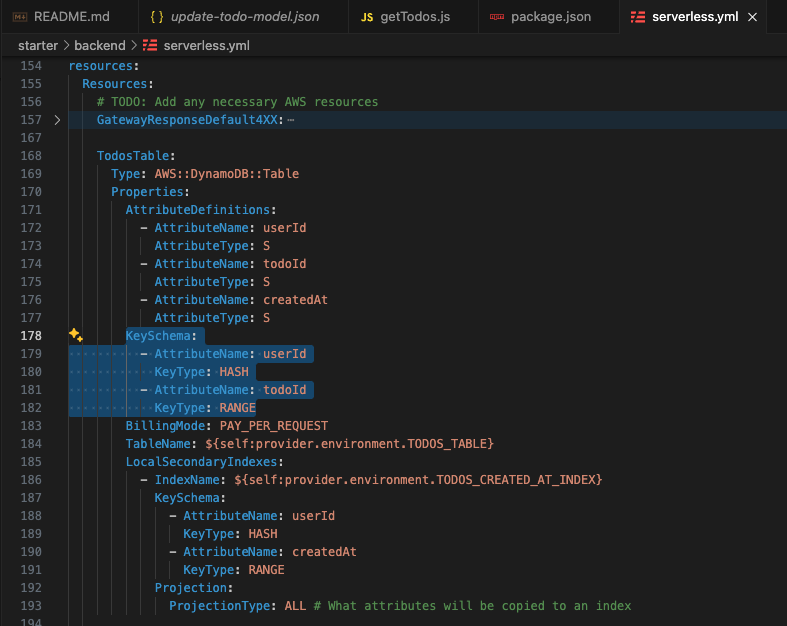 README.md
{ } update-todo-model.json
JS getTodos.js
package.json
serverless.yml
starter > backend > serverless.yml
154 resources:
155 Resources:
156 # TODO: Add any necessary AWS resources
157 GatewayResponseDefault4XX: ⋯
167
168 TodosTable:
169 Type: AWS::DynamoDB::Table
170 Properties:
171 AttributeDefinitions:
172 - AttributeName: userId
173 AttributeType: S
174 - AttributeName: todoId
175 AttributeType: S
176 - AttributeName: createdAt
177 AttributeType: S
178 KeySchema:
179 - AttributeName: userId
180 KeyType: HASH
181 - AttributeName: todoId
182 KeyType: RANGE
183 BillingMode: PAY_PER_REQUEST
184 TableName: ${self:provider.environment.TODOS_TABLE}
185 LocalSecondaryIndexes:
186 - IndexName: ${self:provider.environment.TODOS_CREATED_AT_INDEX}
187 KeySchema:
188 - AttributeName: userId
189 KeyType: HASH
190 - AttributeName: createdAt
191 KeyType: RANGE
192 Projection:
193 ProjectionType: ALL # What attributes will be copied to an index
194